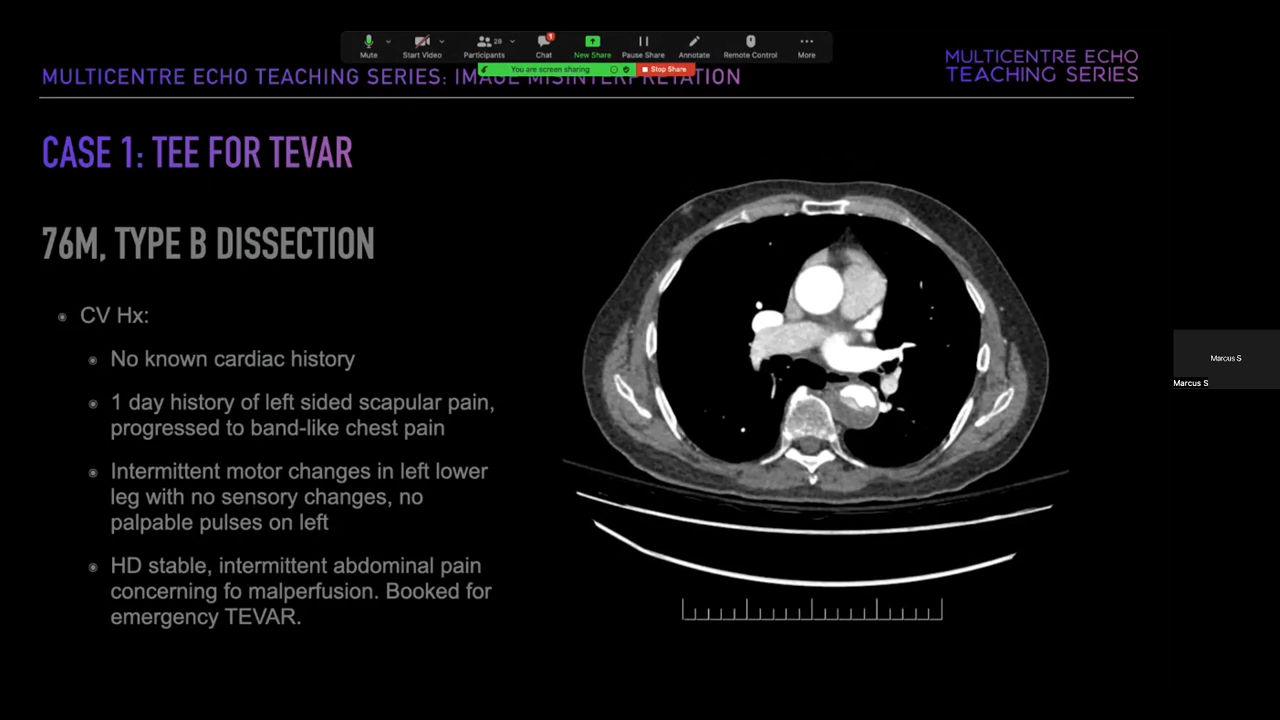 Mute
Start Video
28
Participants
1
Chat
New Share
Pause Share
Annotate
Remote Control
More
You are screen sharing
Stop Share
MULTICENTRE ECHO TEACHING SERIES: IMAGE MISINTERPRETATION
MULTICENTRE ECHO
TEACHING SERIES
CASE 1: TEE FOR TEVAR
76M, TYPE B DISSECTION
CV Hx:
No known cardiac history
1 day history of left sided scapular pain,
progressed to band-like chest pain
Intermittent motor changes in left lower
leg with no sensory changes, no
palpable pulses on left
HD stable, intermittent abdominal pain
concerning fo malperfusion. Booked for
emergency TEVAR.
Marcus S
Marcus S